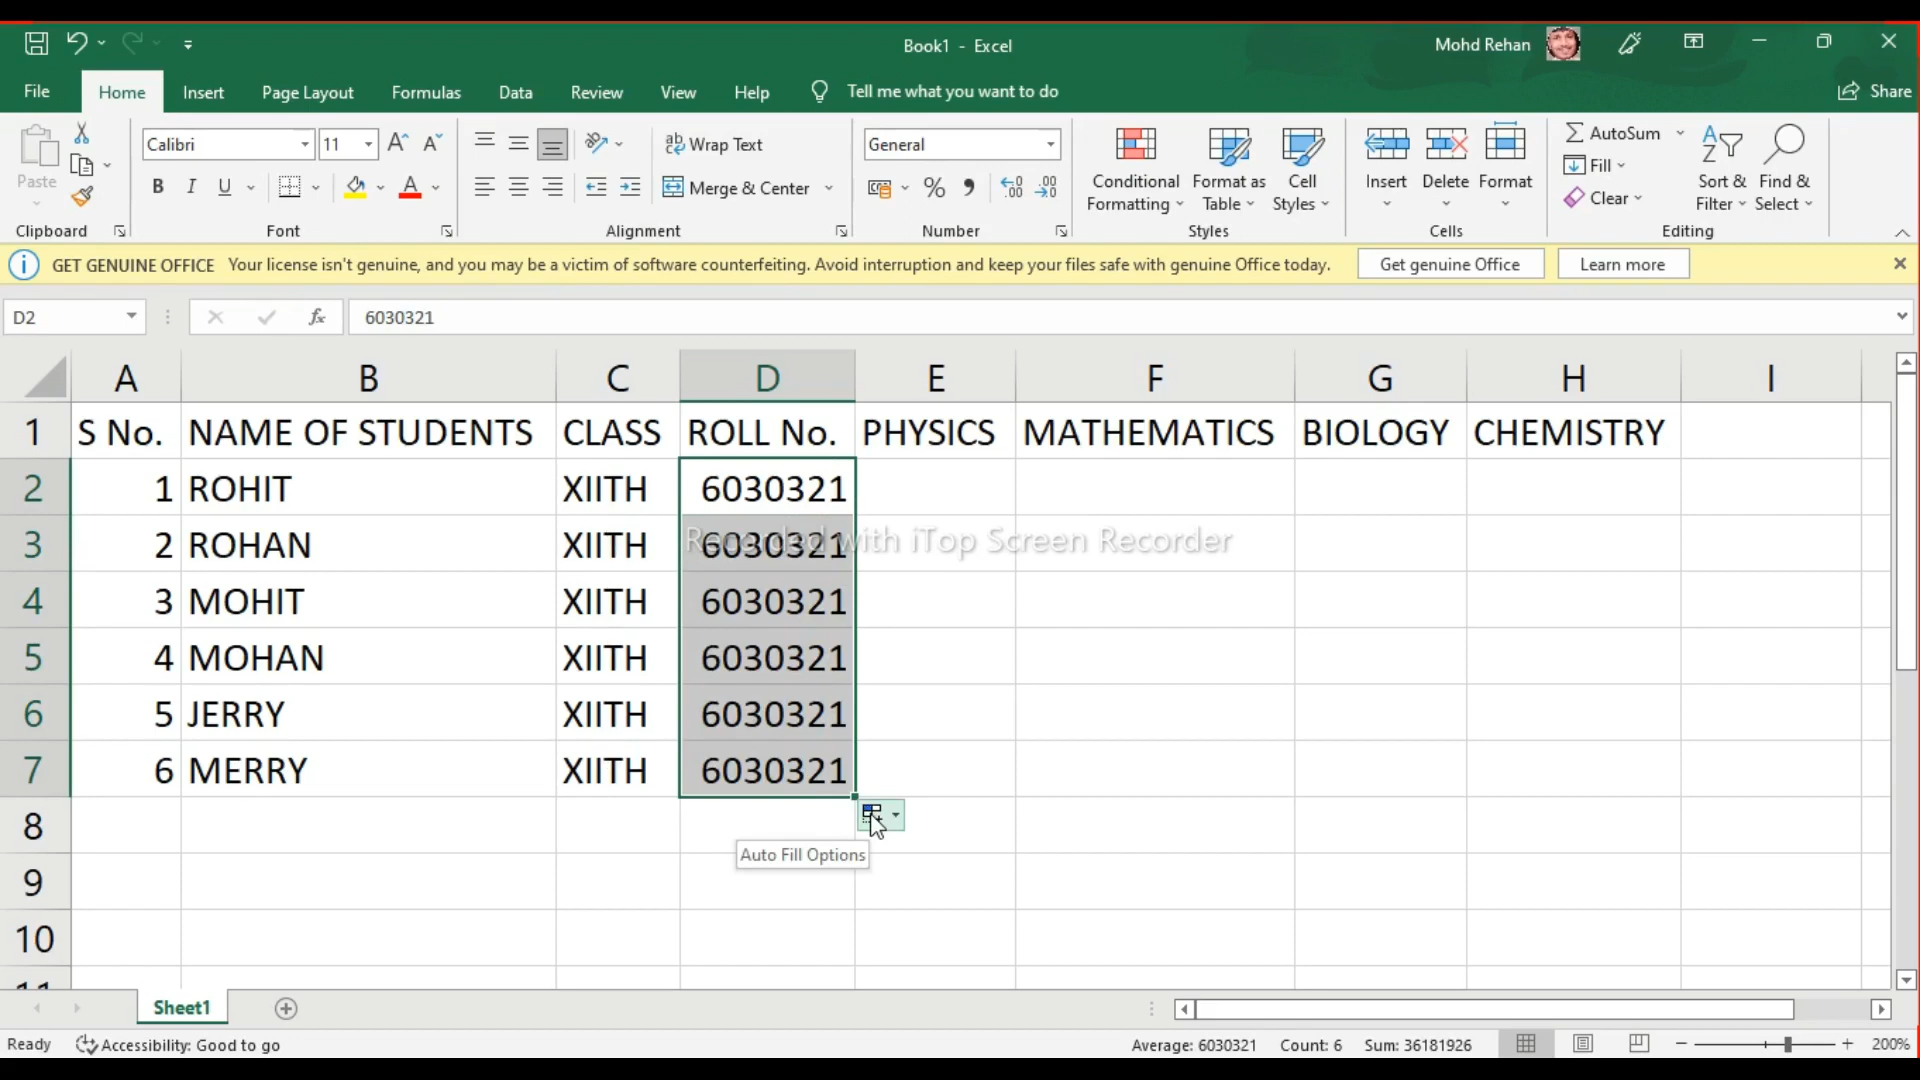 Book1 - Excel
Mohd Rehan
File Home Insert Page Layout Formulas Data Review View Help Tell me what you want to do Share
Paste
Clipboard
Calibri 11
B I U
Font
Wrap Text
Merge & Center
Alignment
General
% .00 .00
Number
Conditional Formatting
Format as Table
Cell Styles
Styles
Insert Delete Format
Cells
AutoSum
Fill
Clear
Sort & Filter
Find & Select
Editing
GET GENUINE OFFICE Your license isn't genuine, and you may be a victim of software counterfeiting. Avoid interruption and keep your files safe with genuine Office today. Get genuine Office Learn more
D2 fx 6030321
A B C D E F G H I
1 S No. NAME OF STUDENTS CLASS ROLL No. PHYSICS MATHEMATICS BIOLOGY CHEMISTRY
2 1 ROHIT XIITH 6030321
3 2 ROHAN XIITH 6030321
Recorded with iTop Screen Recorder
4 3 MOHIT XIITH 6030321
5 4 MOHAN XIITH 6030321
6 5 JERRY XIITH 6030321
7 6 MERRY XIITH 6030321
8
Auto Fill Options
9
10
11
Sheet1
Ready Accessibility: Good to go Average: 6030321 Count: 6 Sum: 36181926 200%